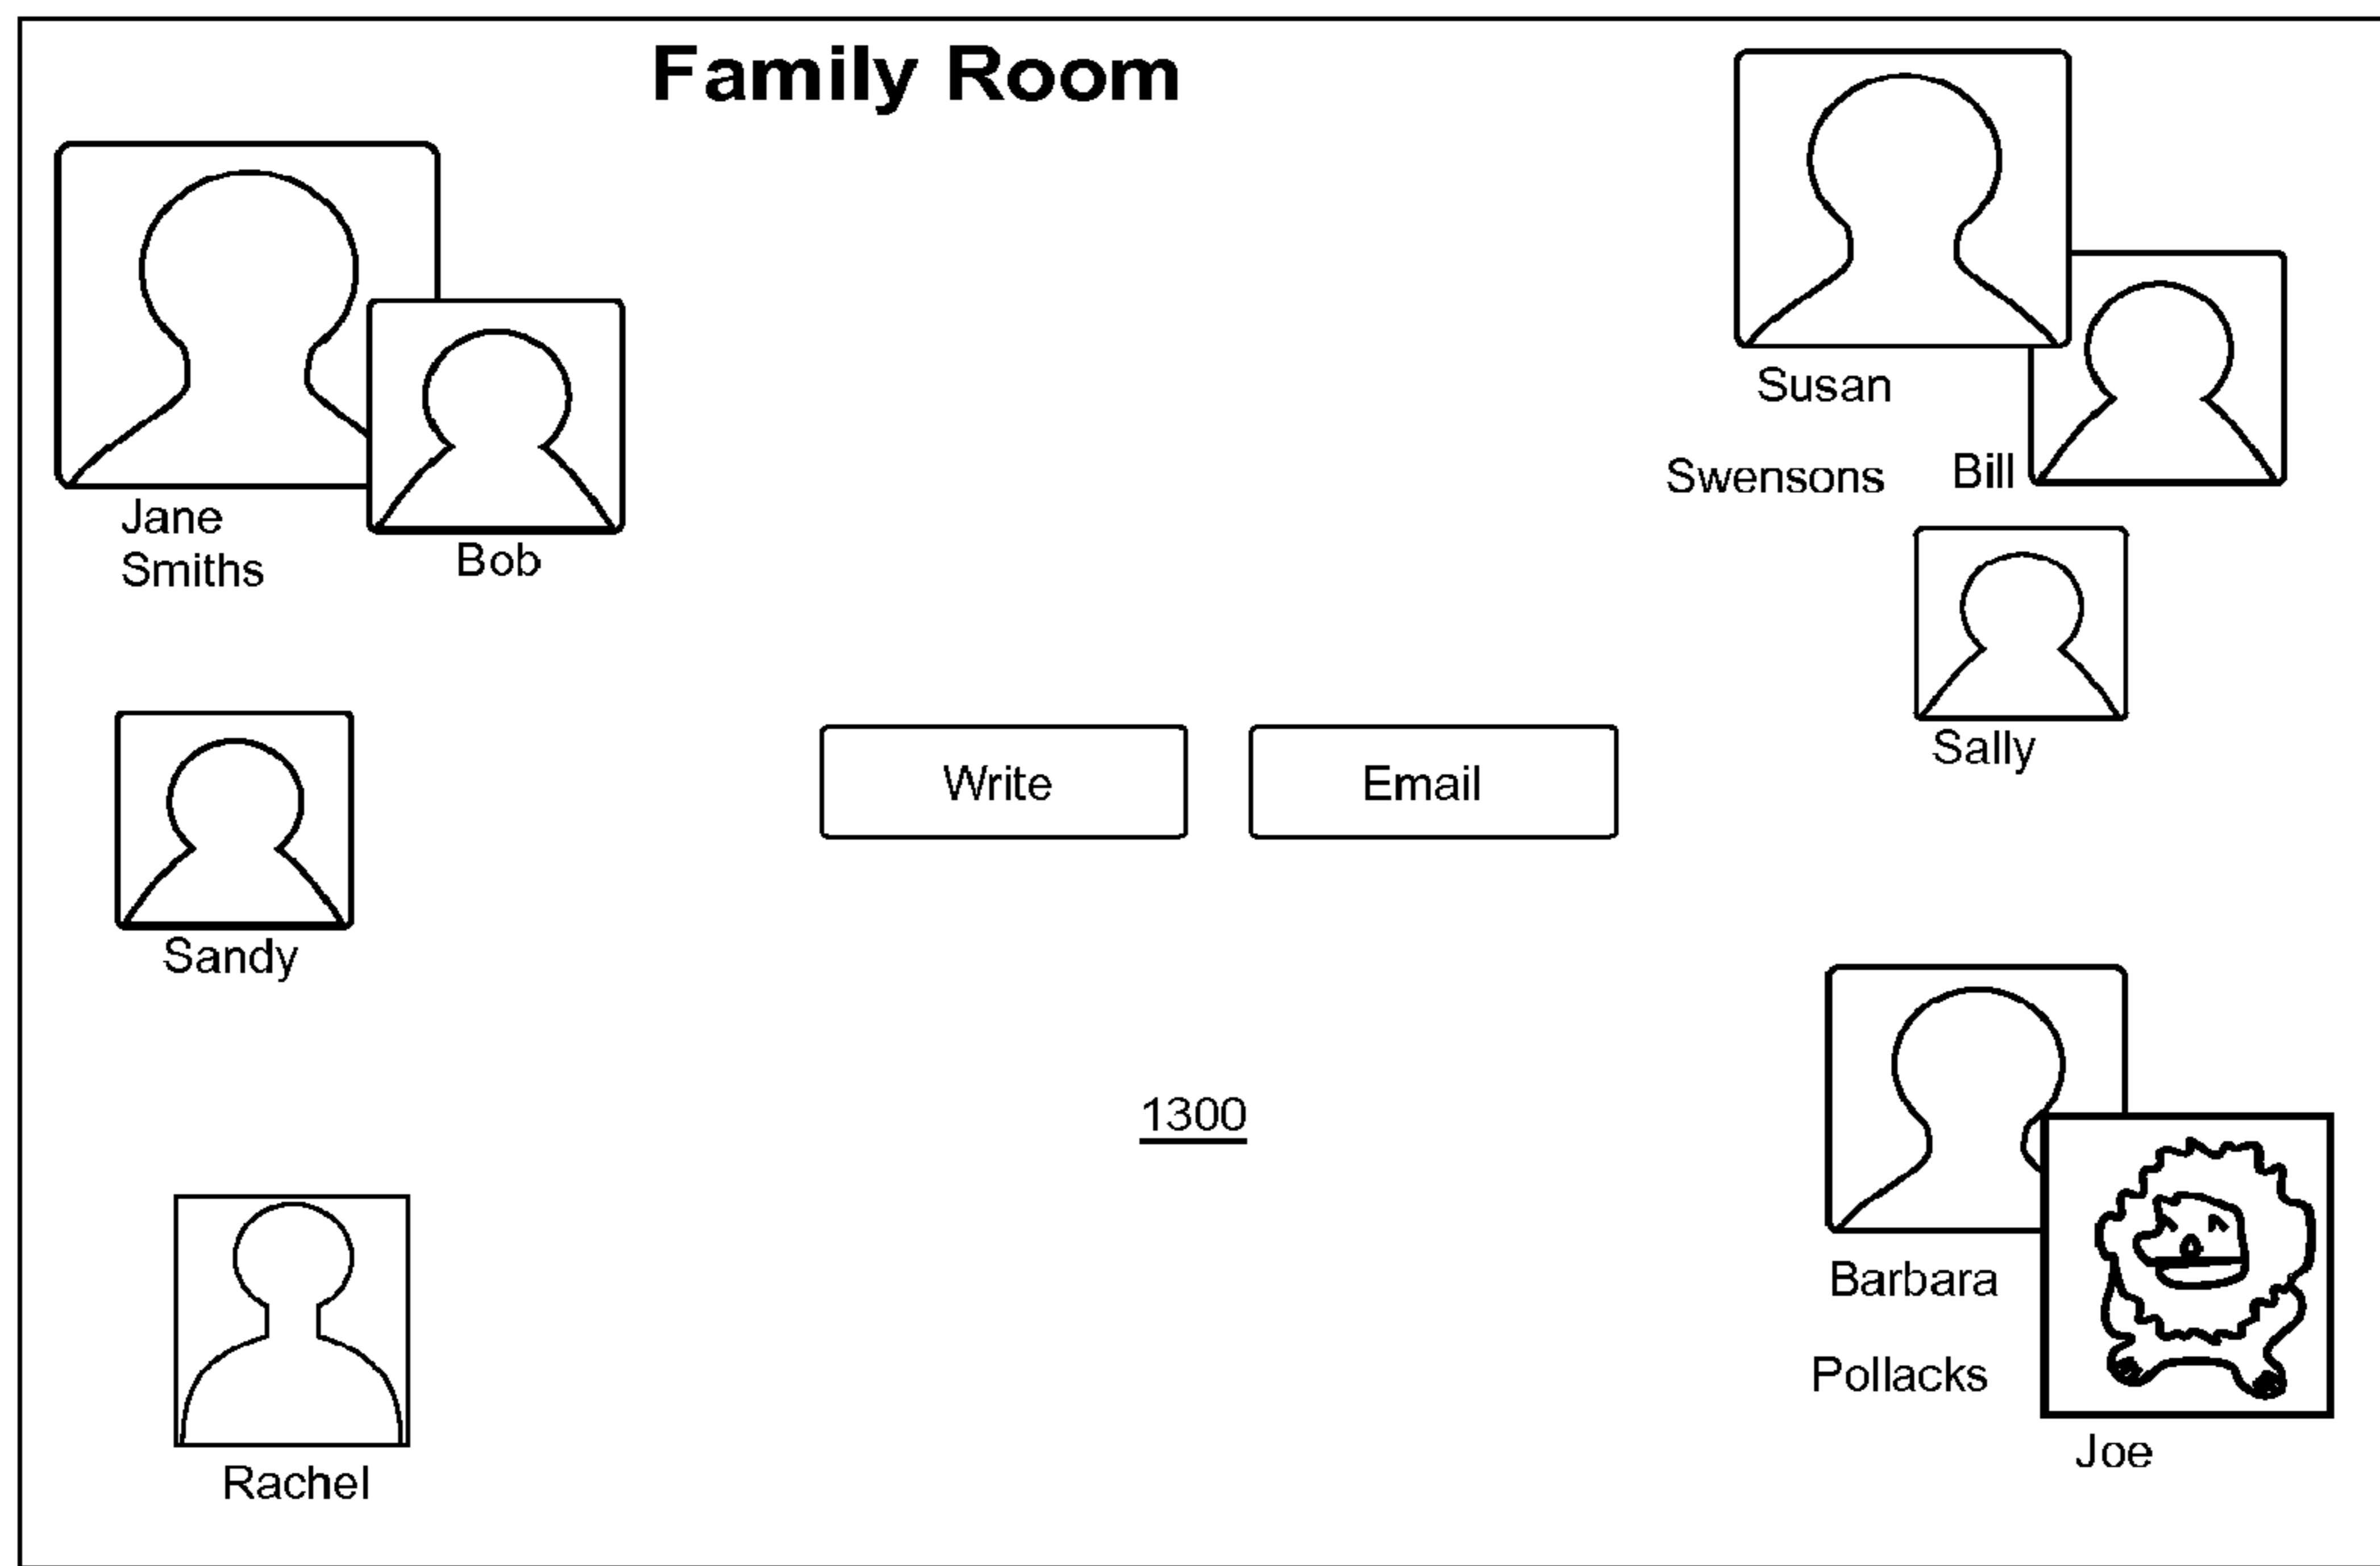 Family Room
Jane
Smiths
Bob
Susan
Swensons
Bill
Sally
Sandy
Write
Email
1300
Barbara
Pollacks
Joe
Rachel